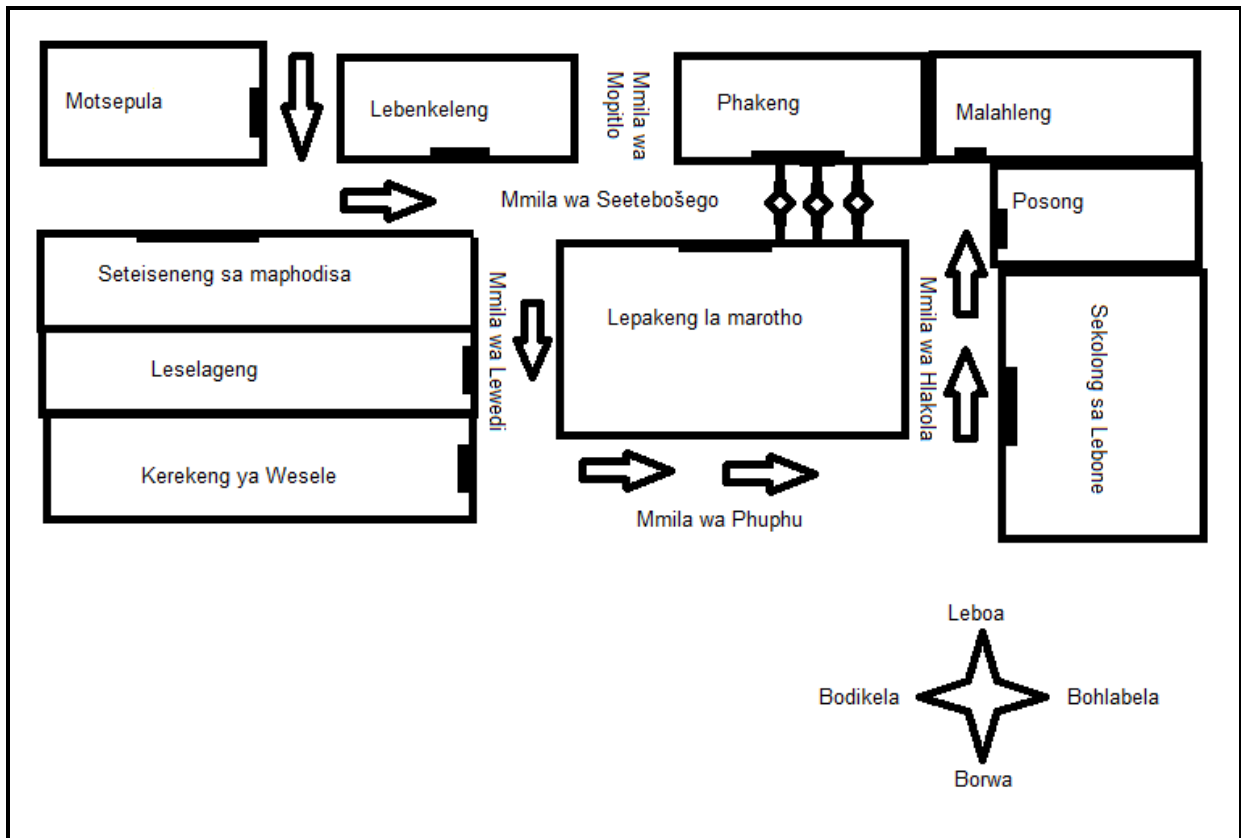 Motsepula
Lebenkeleng
Mmila wa
Mopitlo
Phakeng
Malahleng
Mmila wa Seetebošego
Posong
Seteiseneng sa maphodisa
Leselageng
Kerekeng ya Wesele
Mmila wa Lewedi
Lepakeng la marotho
Mmila wa Hlakola
Sekolong sa Lebone
Mmila wa Phuphu
Leboa
Bodikela
Bohlabela
Borwa